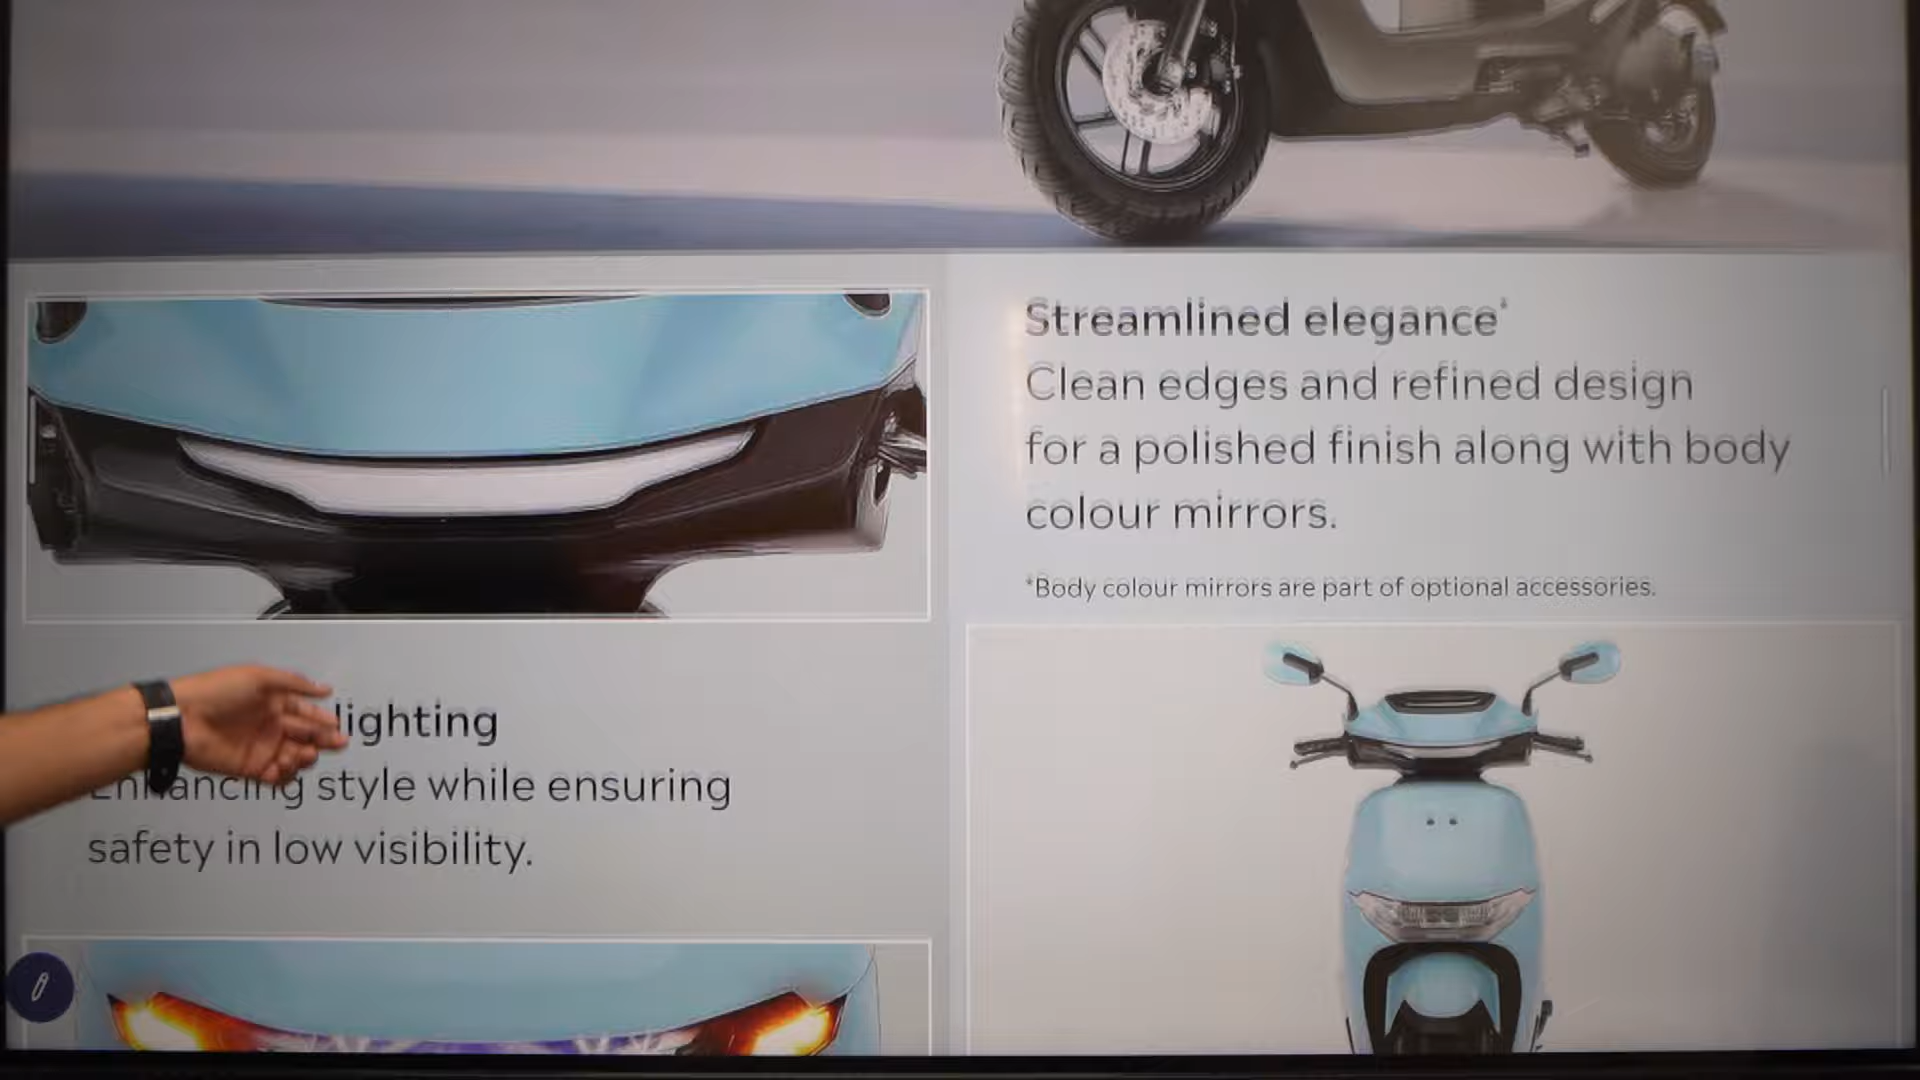 Streamlined elegance*
Clean edges and refined design
for a polished finish along with body
colour mirrors.
*Body colour mirrors are part of optional accessories.
lighting
Enhancing style while ensuring
safety in low visibility.